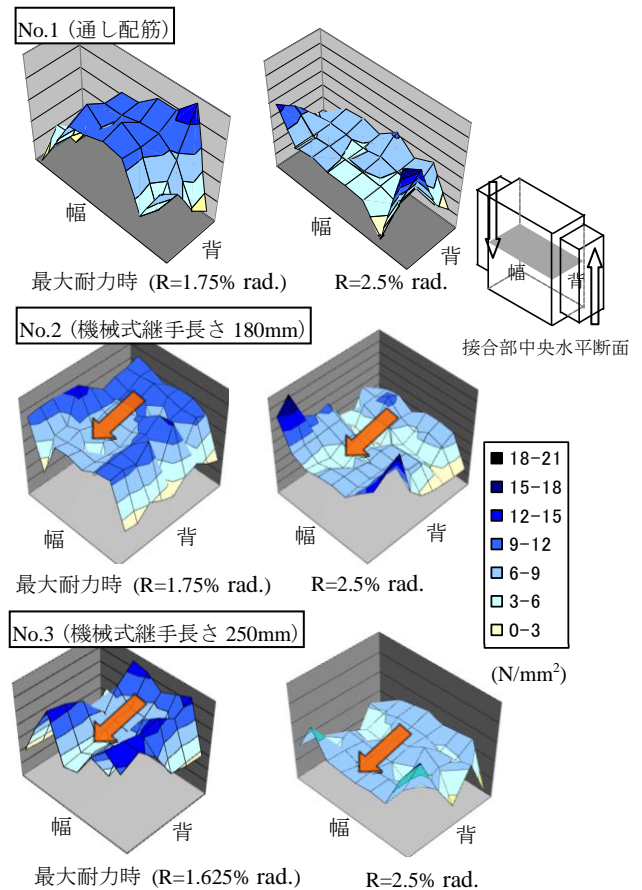 No.1 (通し配筋)
幅
背
最大耐力時 (R=1.75% rad.)
幅
背
R=2.5% rad.
幅
背
接合部中央水平断面
No.2 (機械式継手長さ 180mm)
幅
背
最大耐力時 (R=1.75% rad.)
幅
背
R=2.5% rad.
18-21
15-18
12-15
9-12
6-9
3-6
0-3
(N/mm²)
No.3 (機械式継手長さ 250mm)
幅
背
最大耐力時 (R=1.625% rad.)
幅
背
R=2.5% rad.